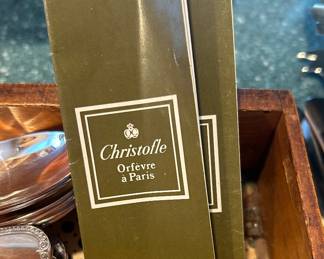 Christofle
Orfèvre
à Paris